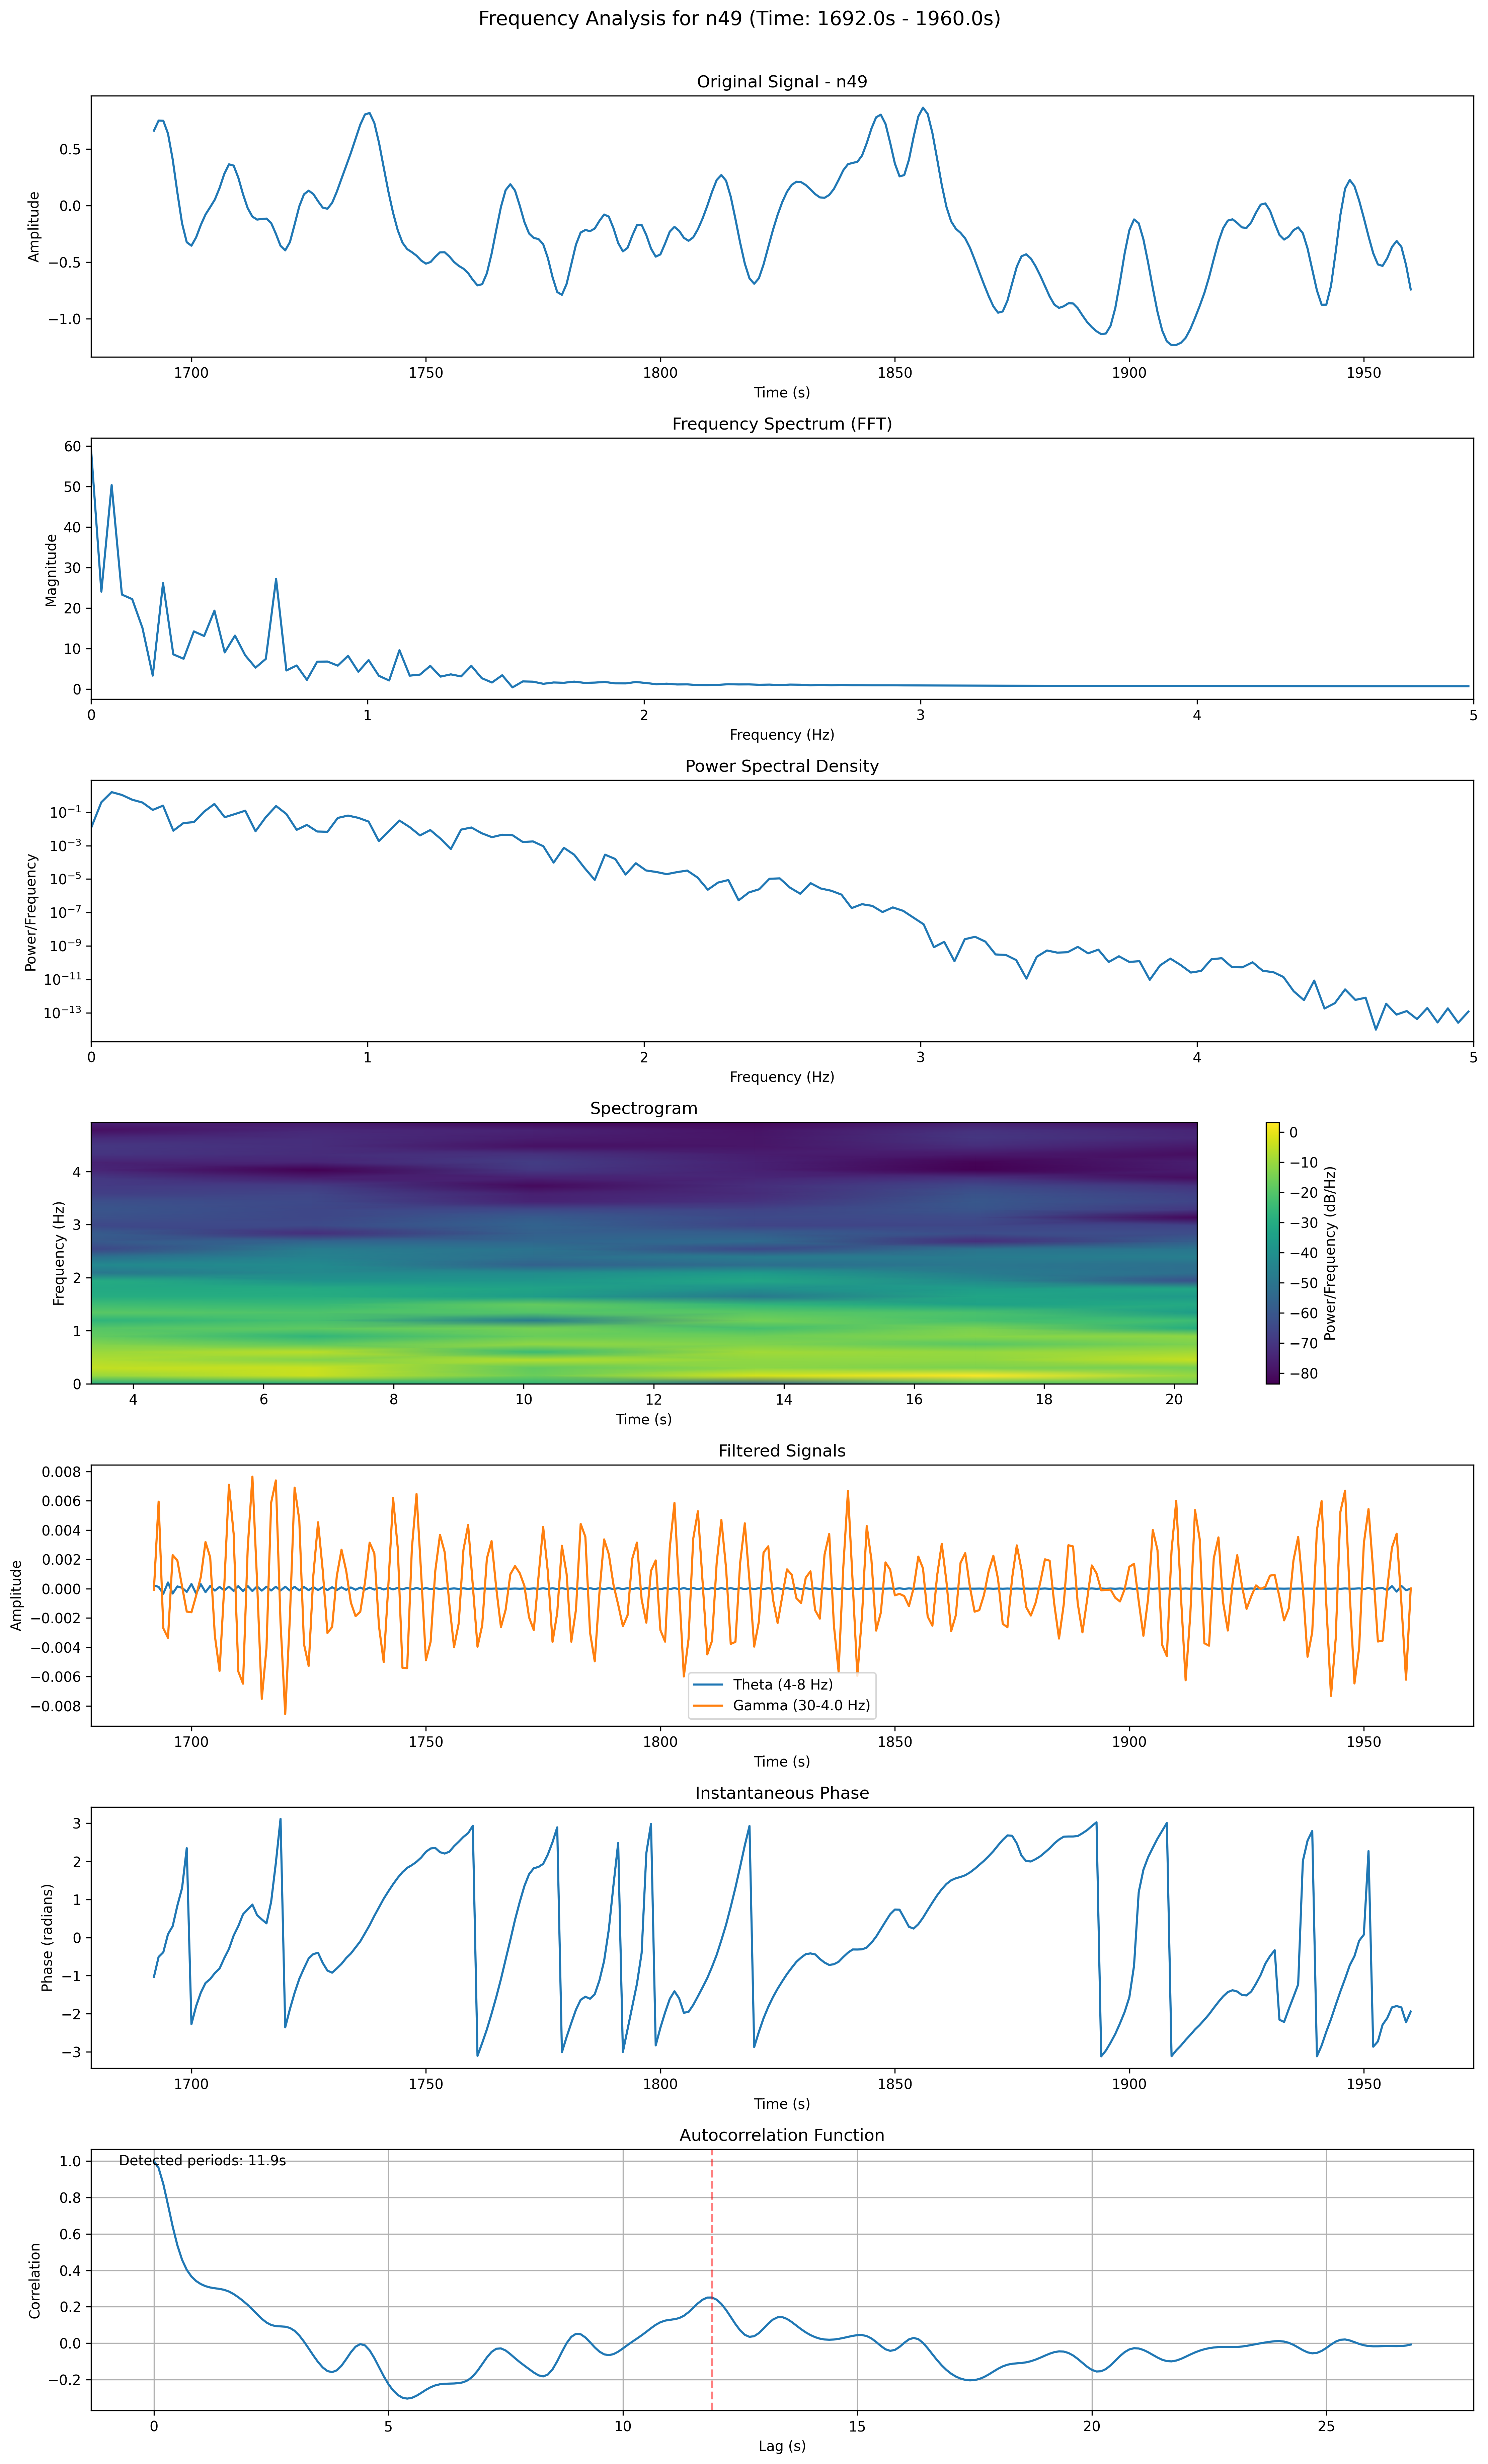 Frequency Analysis for n49 (Time: 1692.0s - 1960.0s)
Original Signal - n49
Amplitude
0.5
0.0
−0.5
−1.0
1700 1750 1800 1850 1900 1950
Time (s)
Frequency Spectrum (FFT)
Magnitude
60
50
40
30
20
10
0
0 1 2 3 4 5
Frequency (Hz)
Power Spectral Density
Power/Frequency
10⁻¹
10⁻³
10⁻⁵
10⁻⁷
10⁻⁹
10⁻¹¹
10⁻¹³
0 1 2 3 4 5
Frequency (Hz)
Spectrogram
Frequency (Hz)
4
3
2
1
0
4 6 8 10 12 14 16 18 20
Time (s)
0
−10
−20
−30
−40
−50
−60
−70
−80
Power/Frequency (dB/Hz)
Filtered Signals
Amplitude
0.008
0.006
0.004
0.002
0.000
−0.002
−0.004
−0.006
−0.008
Theta (4-8 Hz)
Gamma (30-4.0 Hz)
1700 1750 1800 1850 1900 1950
Time (s)
Instantaneous Phase
Phase (radians)
3
2
1
0
−1
−2
−3
1700 1750 1800 1850 1900 1950
Time (s)
Autocorrelation Function
Detected periods: 11.9s
Correlation
1.0
0.8
0.6
0.4
0.2
0.0
−0.2
0 5 10 15 20 25
Lag (s)